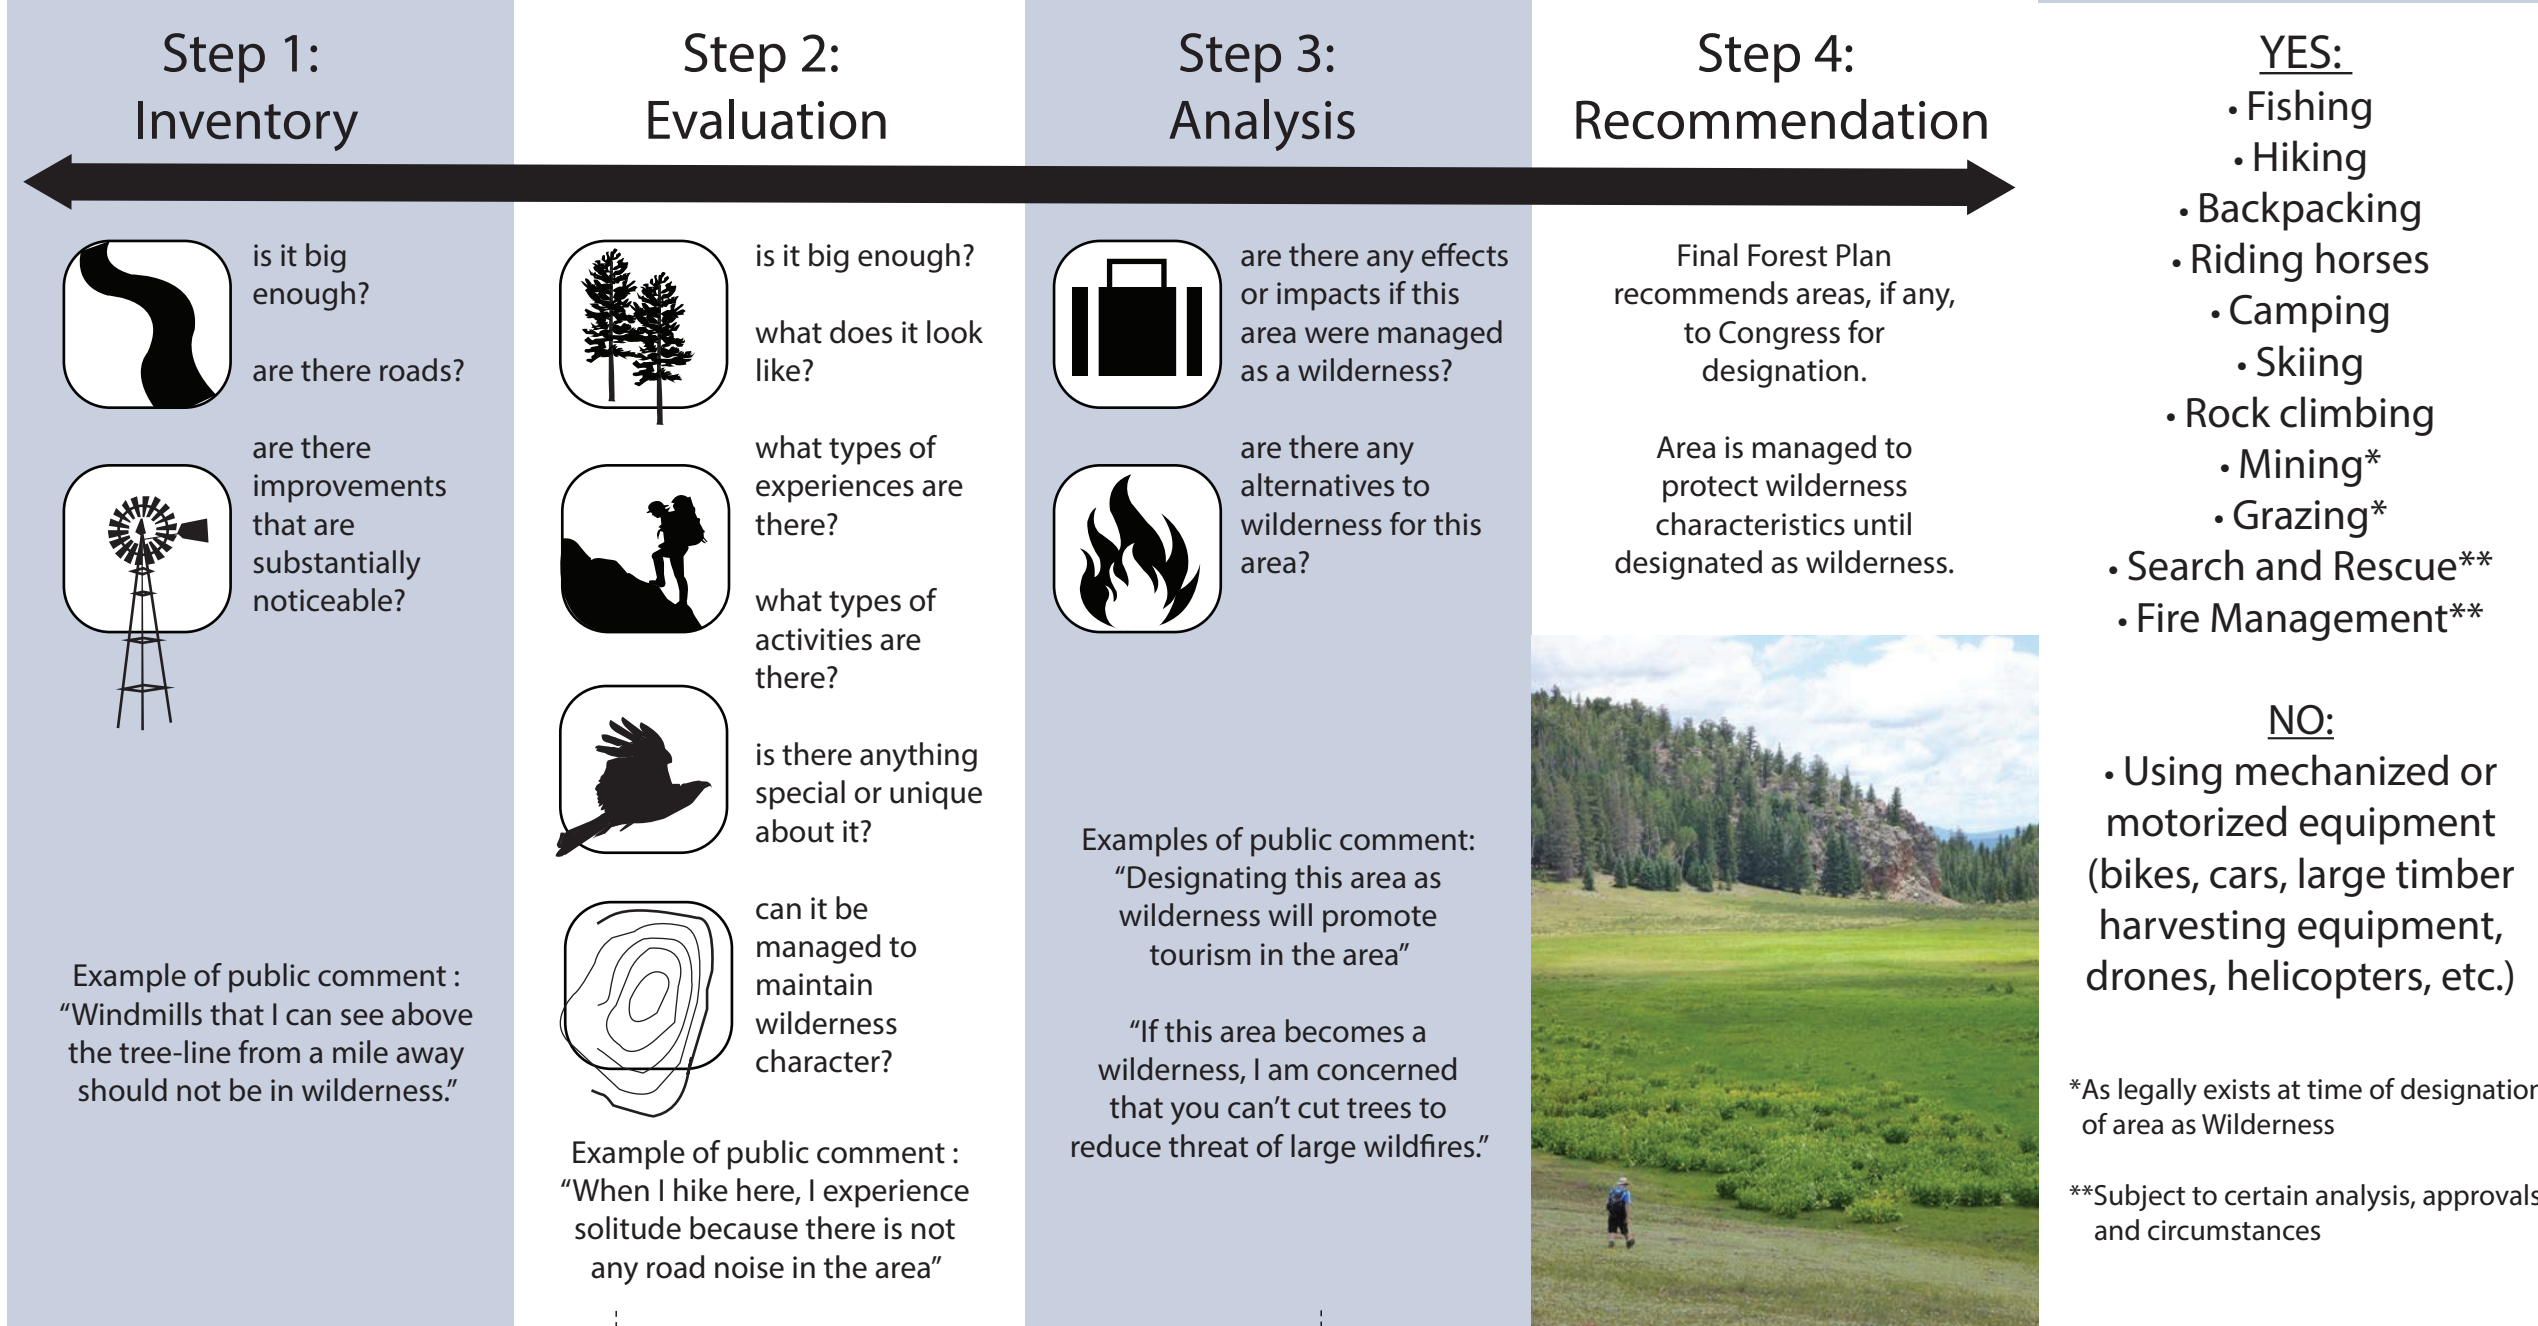 Step 1:
Inventory
is it big
enough?
are there roads?
are there
improvements
that are
substantially
noticeable?
Example of public comment :
“Windmills that I can see above
the tree-line from a mile away
should not be in wilderness.”
Step 2:
Evaluation
is it big enough?
what does it look
like?
what types of
experiences are
there?
what types of
activities are
there?
is there anything
special or unique
about it?
can it be
managed to
maintain
wilderness
character?
Example of public comment :
“When I hike here, I experience
solitude because there is not
any road noise in the area”
Step 3:
Analysis
are there any effects
or impacts if this
area were managed
as a wilderness?
are there any
alternatives to
wilderness for this
area?
Examples of public comment:
“Designating this area as
wilderness will promote
tourism in the area”
“If this area becomes a
wilderness, I am concerned
that you can’t cut trees to
reduce threat of large wildfires.”
Step 4:
Recommendation
Final Forest Plan
recommends areas, if any,
to Congress for
designation.
Area is managed to
protect wilderness
characteristics until
designated as wilderness.
YES:
• Fishing
• Hiking
• Backpacking
• Riding horses
• Camping
• Skiing
• Rock climbing
• Mining*
• Grazing*
• Search and Rescue**
• Fire Management**
NO:
• Using mechanized or
motorized equipment
(bikes, cars, large timber
harvesting equipment,
drones, helicopters, etc.)
*As legally exists at time of designation
of area as Wilderness
**Subject to certain analysis, approvals
and circumstances